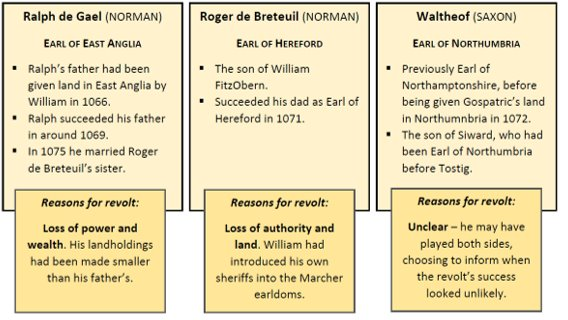 Ralph de Gael (NORMAN)
EARL OF EAST ANGLIA
▪ Ralph's father had been
given land in East Anglia by
William in 1066.
▪ Ralph succeeded his father
in around 1069.
▪ In 1075 he married Roger
de Breteuil's sister.
Reasons for revolt:
Loss of power and
wealth. His landholdings
had been made smaller
than his father's.
Roger de Breteuil (NORMAN)
EARL OF HEREFORD
▪ The son of William
FitzObern.
▪ Succeeded his dad as Earl of
Hereford in 1071.
Reasons for revolt:
Loss of authority and
land. William had
introduced his own
sheriffs into the Marcher
earldoms.
Waltheof (SAXON)
EARL OF NORTHUMBRIA
▪ Previously Earl of
Northamptonshire, before
being given Gospatric's land
in Northumnbria in 1072.
▪ The son of Siward, who had
been Earl of Northumbria
before Tostig.
Reasons for revolt:
Unclear – he may have
played both sides,
choosing to inform when
the revolt's success
looked unlikely.